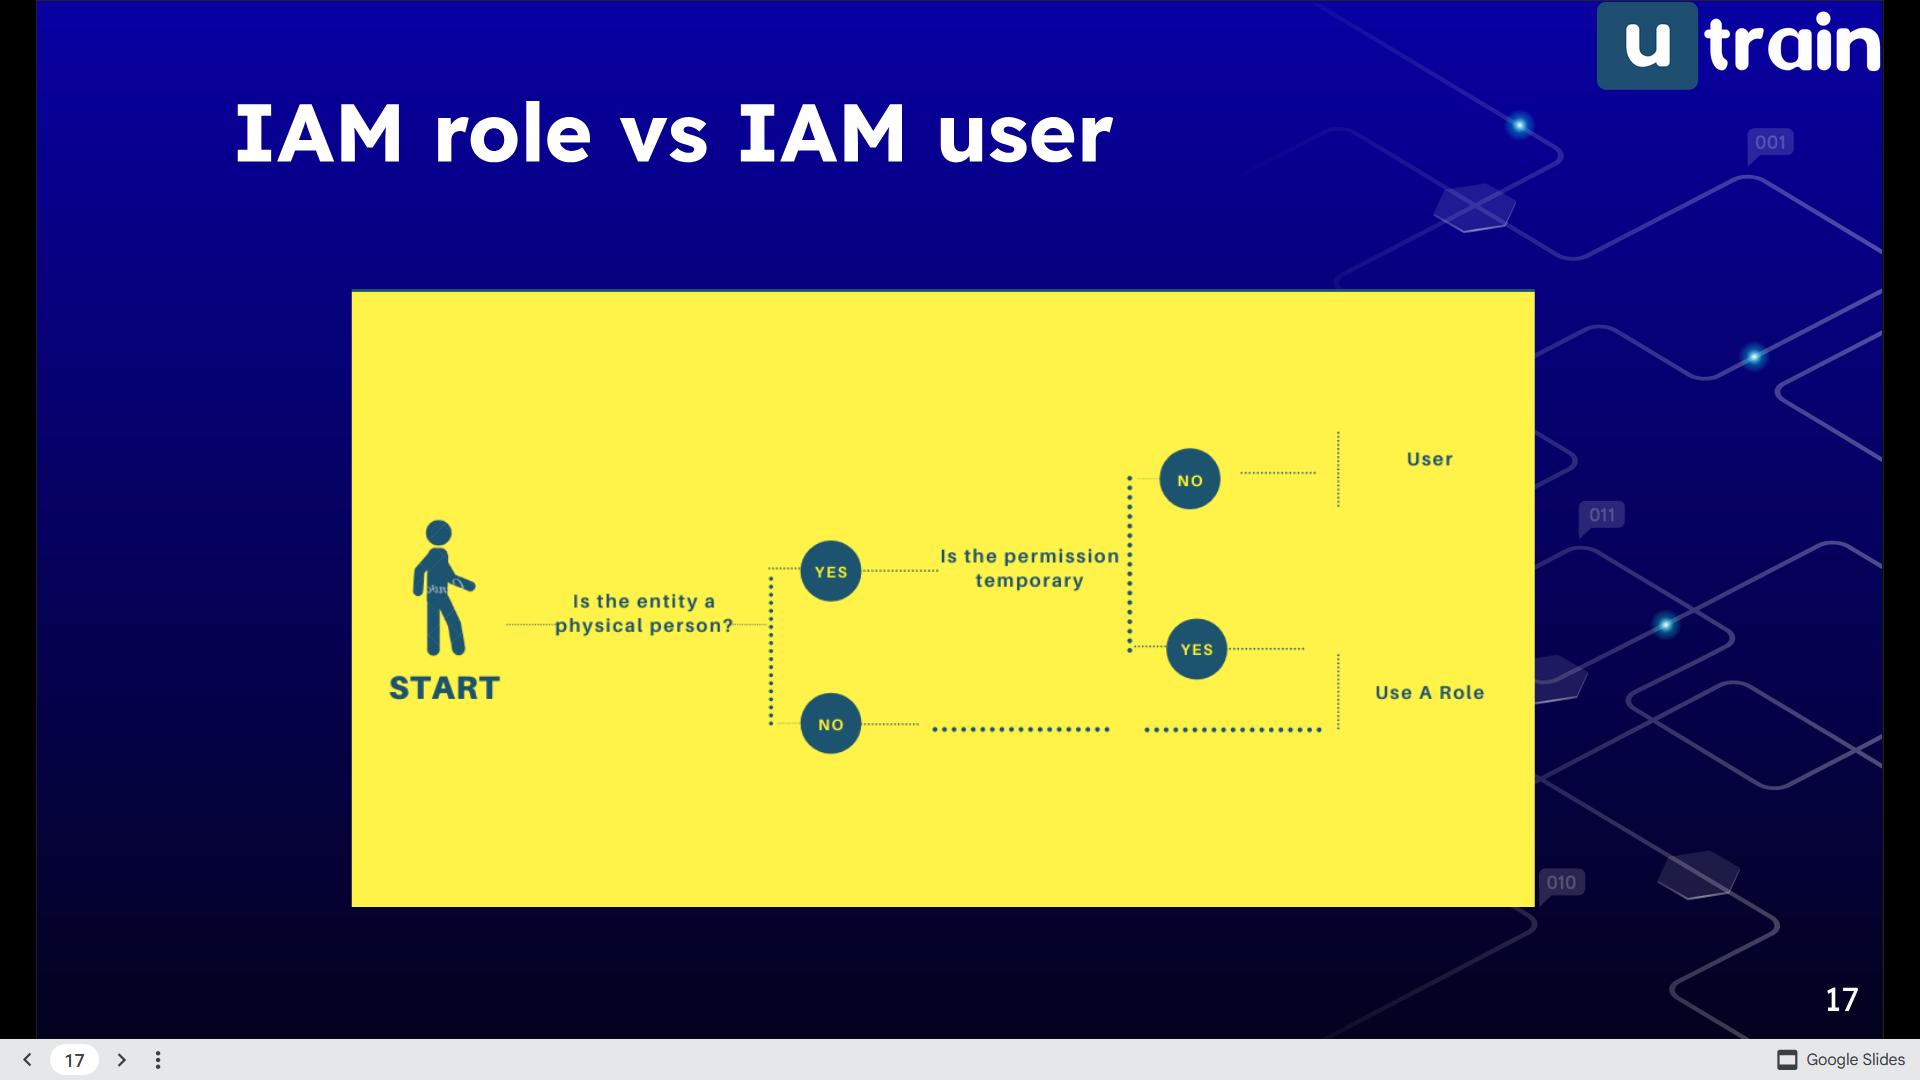 u train
IAM role vs IAM user
001
NO
User
YES
Is the permission
temporary
011
Is the entity a
physical person?
YES
START
NO
Use A Role
010
17
17
Google Slides